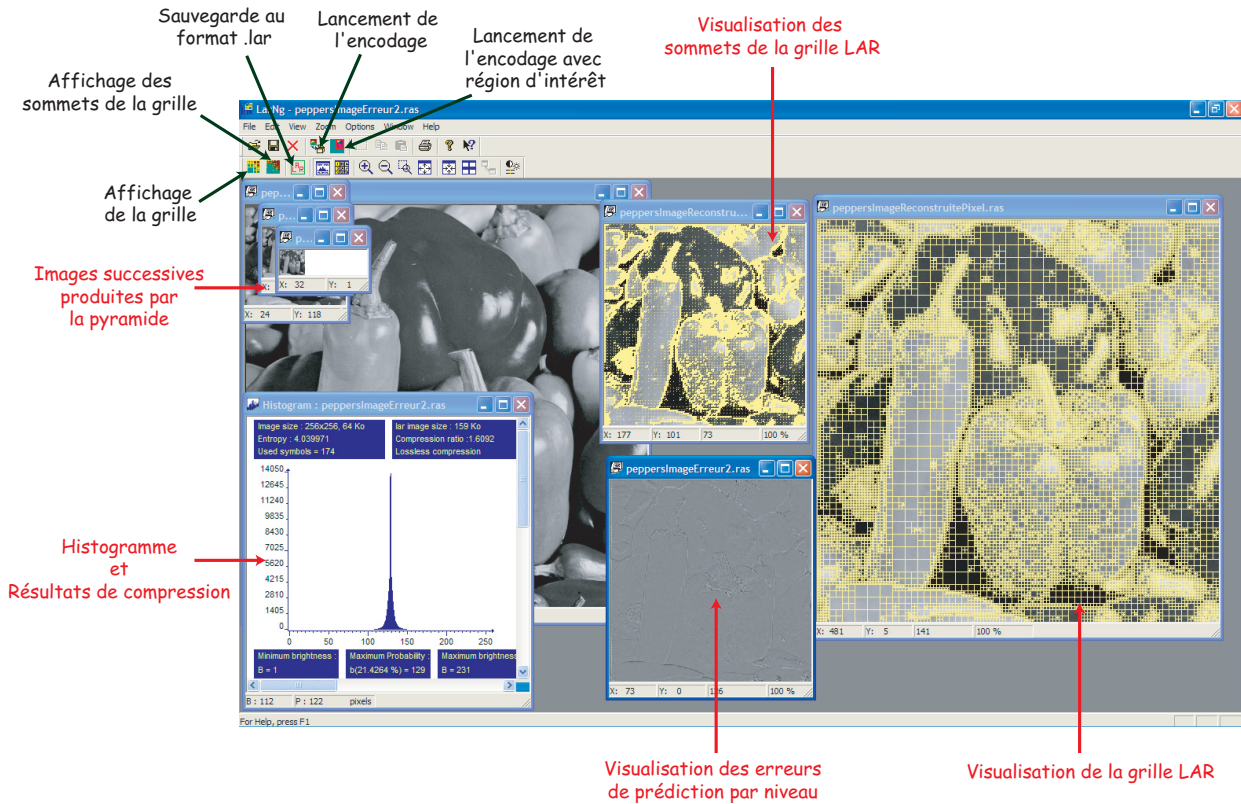 Sauvegarde au
format .lar
Lancement de
l'encodage
Lancement de
l'encodage avec
région d'intérêt
Visualisation des
sommets de la grille LAR
Affichage des
sommets de la grille
Affichage
de la grille
LarNg - peppersImageErreur2.ras
File Edit View Zoom Options Window Help
pep...
p...
p...
X: 32 Y: 1
X:
X: 24 Y: 118
Images successives
produites par
la pyramide
peppersImageReconstru...
X: 177 Y: 101 73 100 %
peppersImageReconstruitePixel.ras
X: 481 Y: 5 141 100 %
Histogram : peppersImageErreur2.ras
Image size : 256x256, 64 Ko
Entropy : 4.039971
Used symbols = 174
lar image size : 159 Ko
Compression ratio :1.6092
Lossless compression
14050
12645
11240
9835
8430
7025
5620
4215
2810
1405
0
0 50 100 150 200 250
Minimum brightness :
B = 1
Maximum Probability :
b(21.4264 %) = 129
Maximum brightness
B = 231
B : 112 P : 122 pixels
Histogramme
et
Résultats de compression
peppersImageErreur2.ras
X: 73 Y: 0 100 %
For Help, press F1
Visualisation des erreurs
de prédiction par niveau
Visualisation de la grille LAR